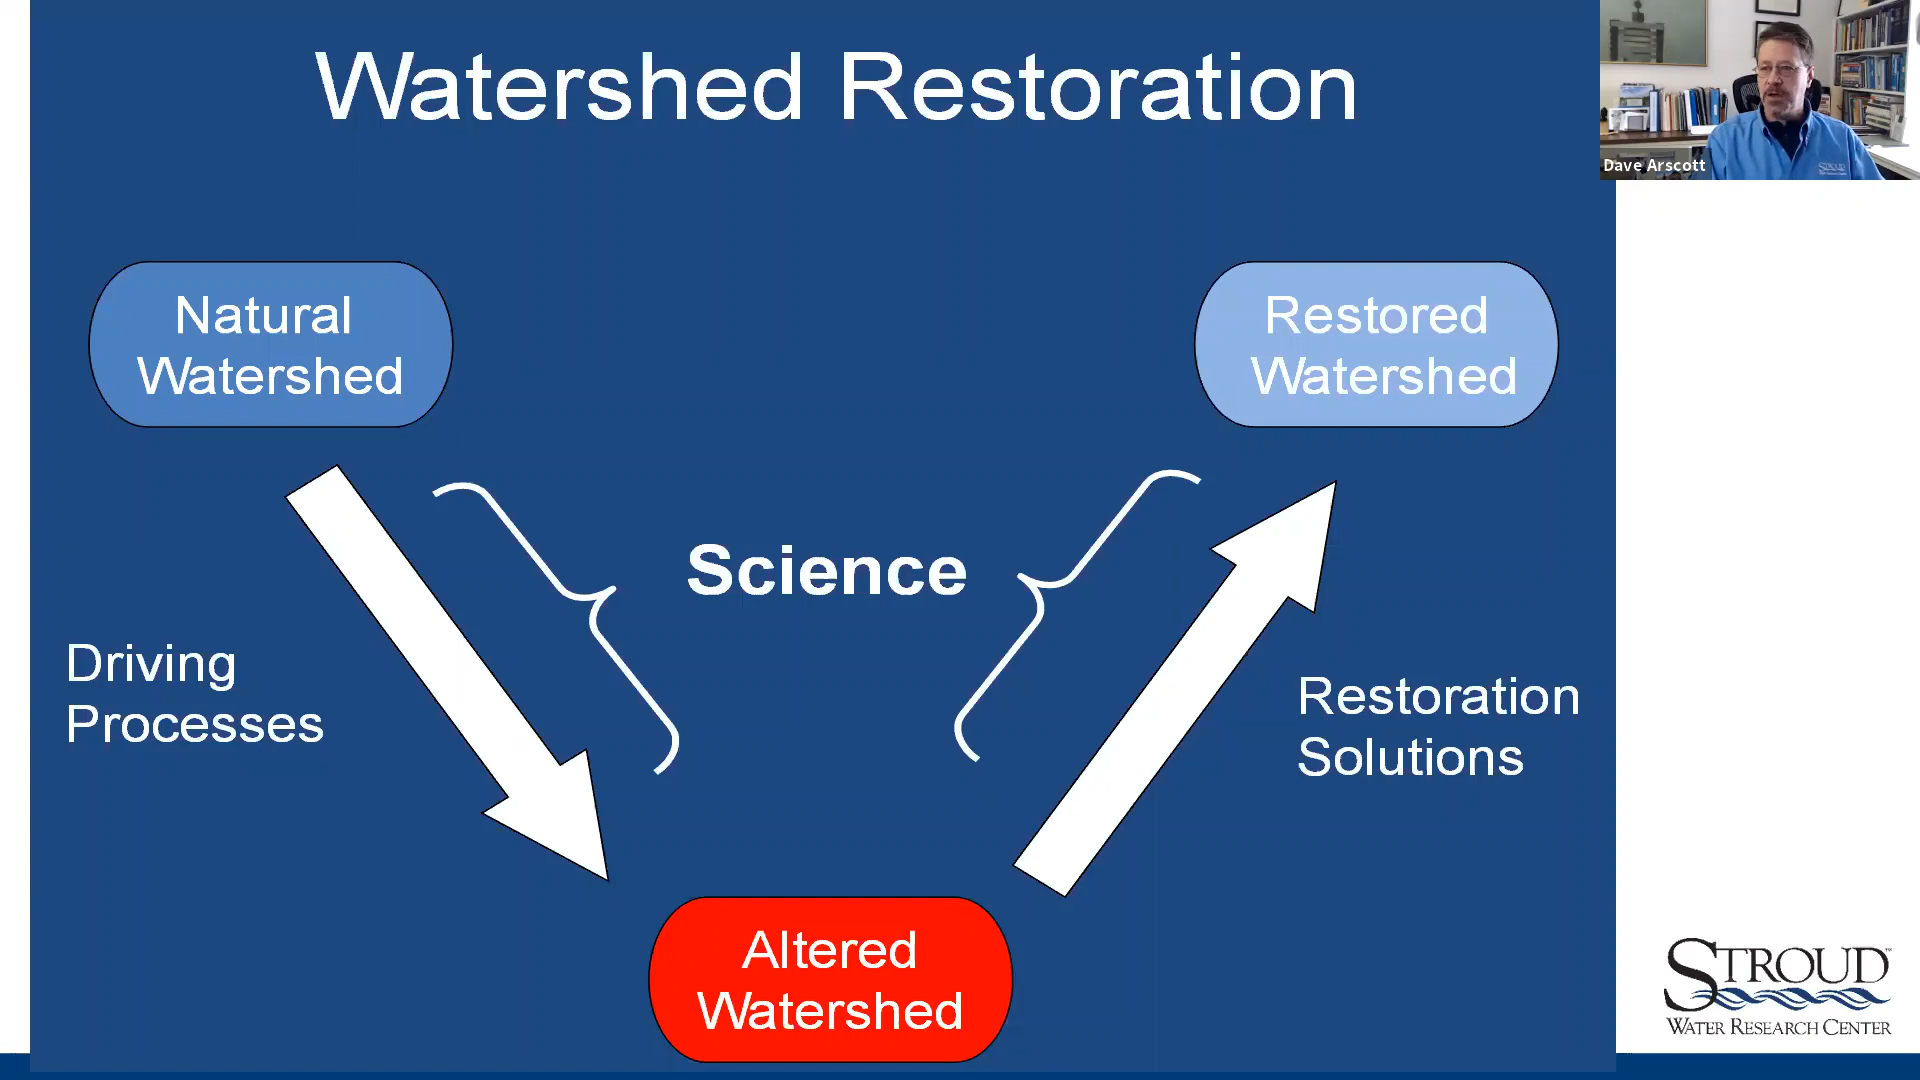 Watershed Restoration
Dave Arscott
STROUD
Natural
Watershed
Restored
Watershed
Science
Driving
Processes
Restoration
Solutions
Altered
Watershed
STROUD™
WATER RESEARCH CENTER